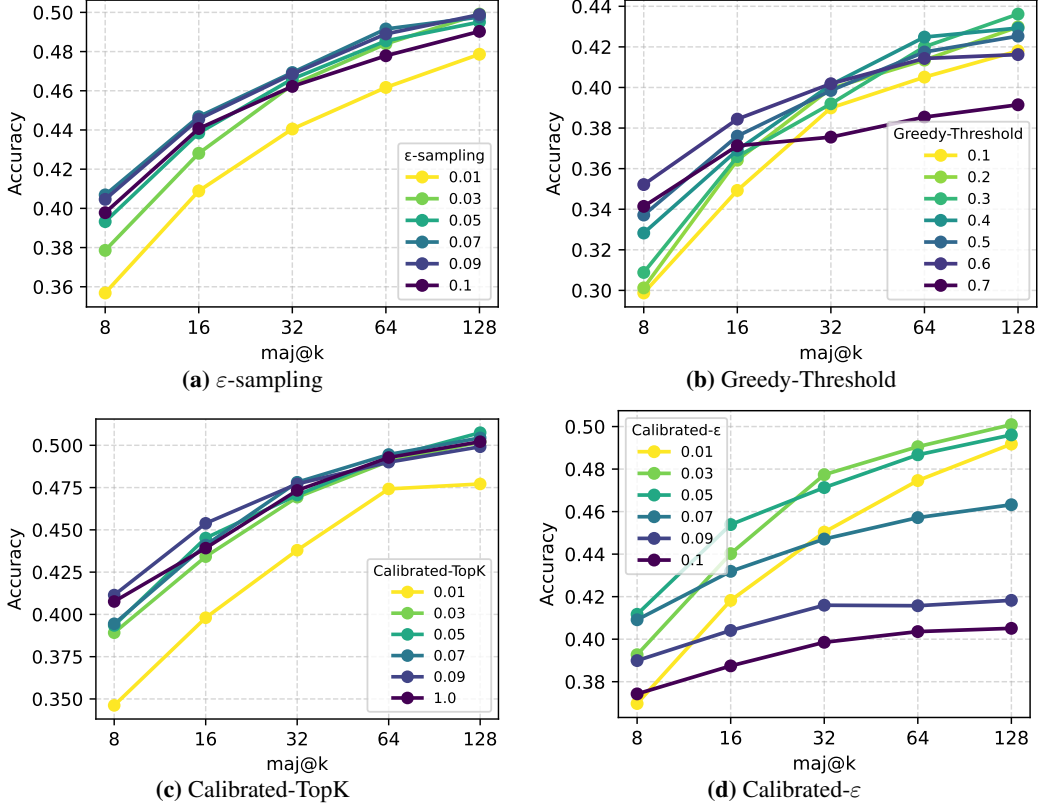 0.50
0.48
0.46
0.44
0.42
0.40
0.38
0.36
Accuracy
ε-sampling
0.01
0.03
0.05
0.07
0.09
0.1
8 16 32 64 128
maj@k
(a) ε-sampling
0.44
0.42
0.40
0.38
0.36
0.34
0.32
0.30
Accuracy
Greedy-Threshold
0.1
0.2
0.3
0.4
0.5
0.6
0.7
8 16 32 64 128
maj@k
(b) Greedy-Threshold
0.500
0.475
0.450
0.425
0.400
0.375
0.350
Accuracy
Calibrated-TopK
0.01
0.03
0.05
0.07
0.09
1.0
8 16 32 64 128
maj@k
(c) Calibrated-TopK
0.50
0.48
0.46
0.44
0.42
0.40
0.38
Accuracy
Calibrated-ε
0.01
0.03
0.05
0.07
0.09
0.1
8 16 32 64 128
maj@k
(d) Calibrated-ε